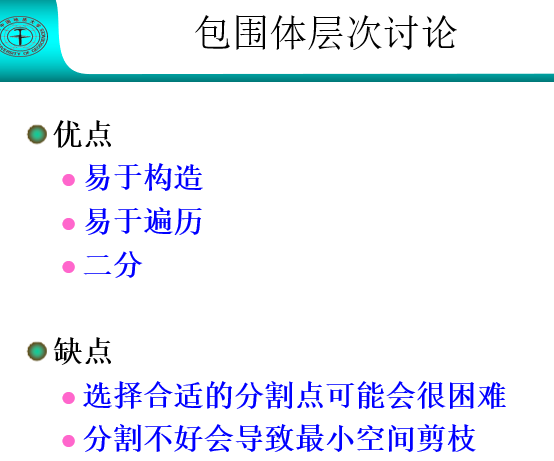 包围体层次讨论
优点
易于构造
易于遍历
二分
缺点
选择合适的分割点可能会很困难
分割不好会导致最小空间剪枝